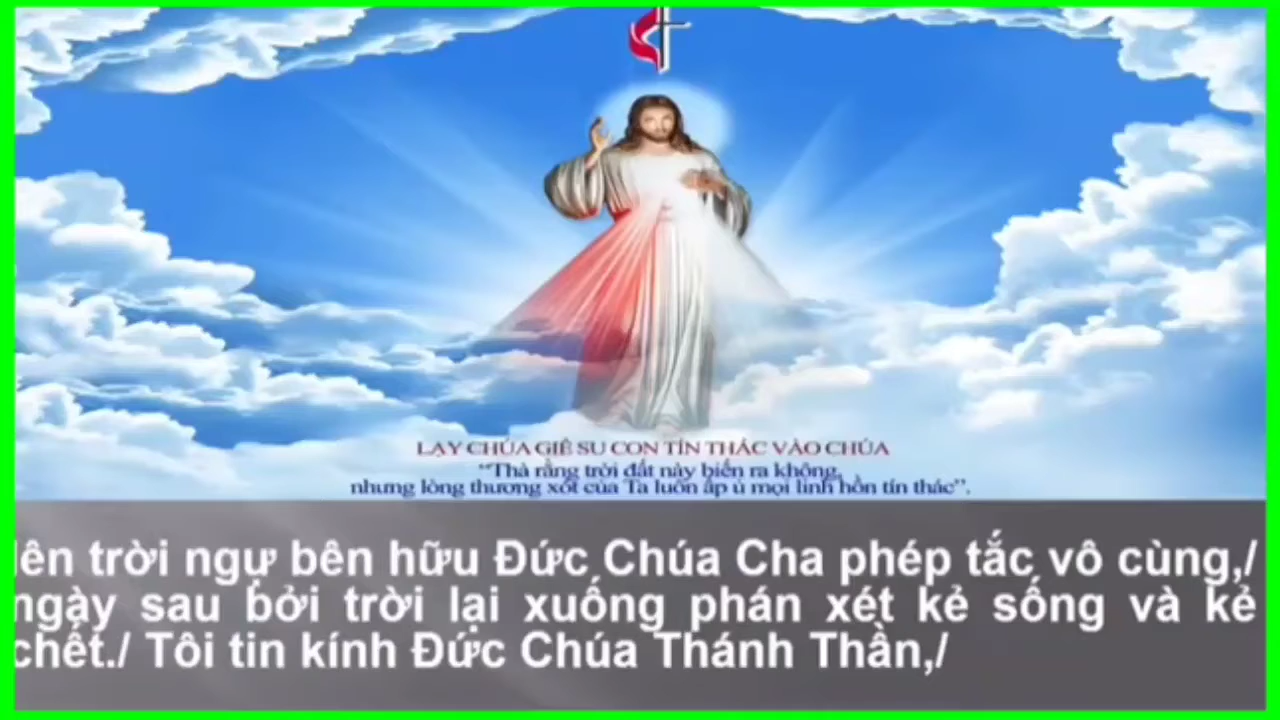 LẠY CHÚA GIÊ SU CON TÍN THÁC VÀO CHÚA
“Thà rằng trời đất này biến ra không,
nhưng lòng thương xót của Ta luôn ấp ủ mọi linh hồn tín thác”.
lên trời ngự bên hữu Đức Chúa Cha phép tắc vô cùng,/
ngày sau bởi trời lại xuống phán xét kẻ sống và kẻ
chết./ Tôi tin kính Đức Chúa Thánh Thần,/